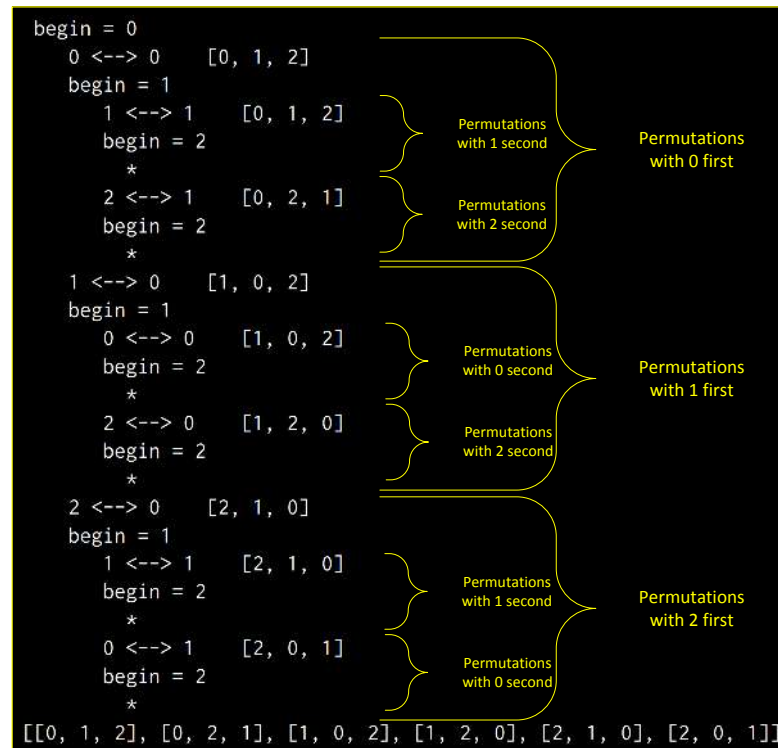 begin = 0
0 <--> 0 [0, 1, 2]
begin = 1
1 <--> 1 [0, 1, 2]
begin = 2
*
Permutations
with 1 second
2 <--> 1 [0, 2, 1]
begin = 2
*
Permutations
with 2 second
Permutations
with 0 first
1 <--> 0 [1, 0, 2]
begin = 1
0 <--> 0 [1, 0, 2]
begin = 2
*
Permutations
with 0 second
2 <--> 0 [1, 2, 0]
begin = 2
*
Permutations
with 2 second
Permutations
with 1 first
2 <--> 0 [2, 1, 0]
begin = 1
1 <--> 1 [2, 1, 0]
begin = 2
*
Permutations
with 1 second
0 <--> 1 [2, 0, 1]
begin = 2
*
Permutations
with 0 second
Permutations
with 2 first
[[0, 1, 2], [0, 2, 1], [1, 0, 2], [1, 2, 0], [2, 1, 0], [2, 0, 1]]